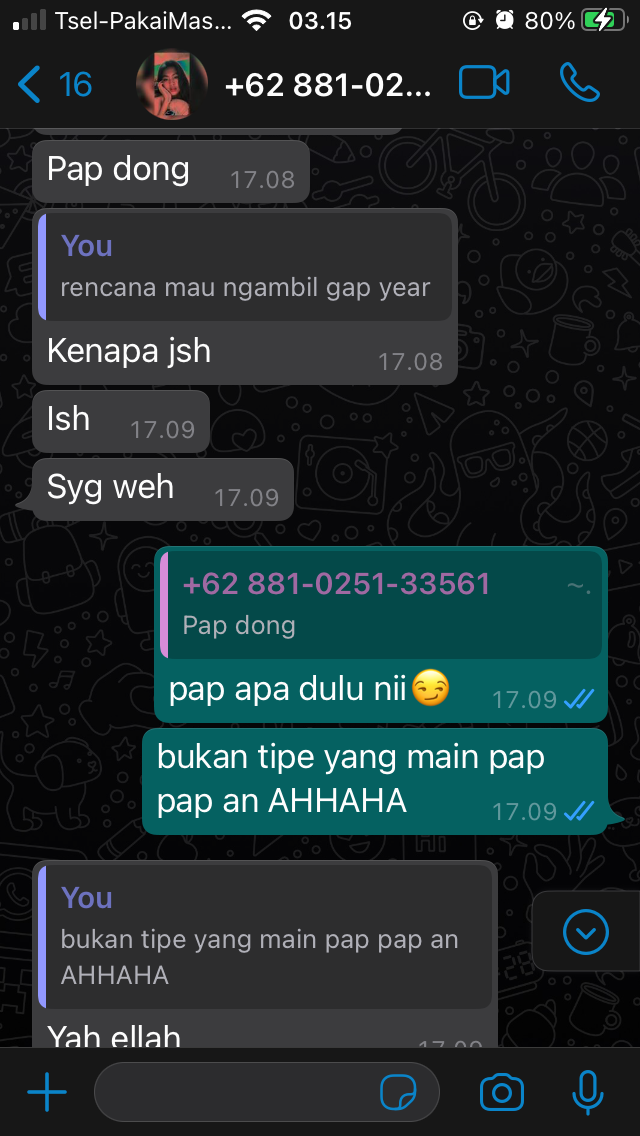 Tsel-PakaiMas... 03.15 80%
16 +62 881-02...
Pap dong 17.08
You
rencana mau ngambil gap year
Kenapa jsh 17.08
Ish 17.09
Syg weh 17.09
+62 881-0251-33561 ~.
Pap dong
pap apa dulu nii😏 17.09
bukan tipe yang main pap
pap an AHHAHA 17.09
You
bukan tipe yang main pap pap an
AHHAHA
Yah ellah 17.09